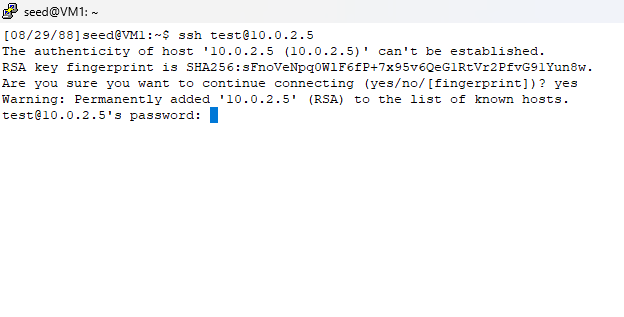 seed@VM1: ~
[08/29/88]seed@VM1:~$ ssh test@10.0.2.5
The authenticity of host '10.0.2.5 (10.0.2.5)' can't be established.
RSA key fingerprint is SHA256:sFnoVeNpq0W1F6fP+7x95v6QeG1RtVr2PfvG91Yun8w.
Are you sure you want to continue connecting (yes/no/[fingerprint])? yes
Warning: Permanently added '10.0.2.5' (RSA) to the list of known hosts.
test@10.0.2.5's password: